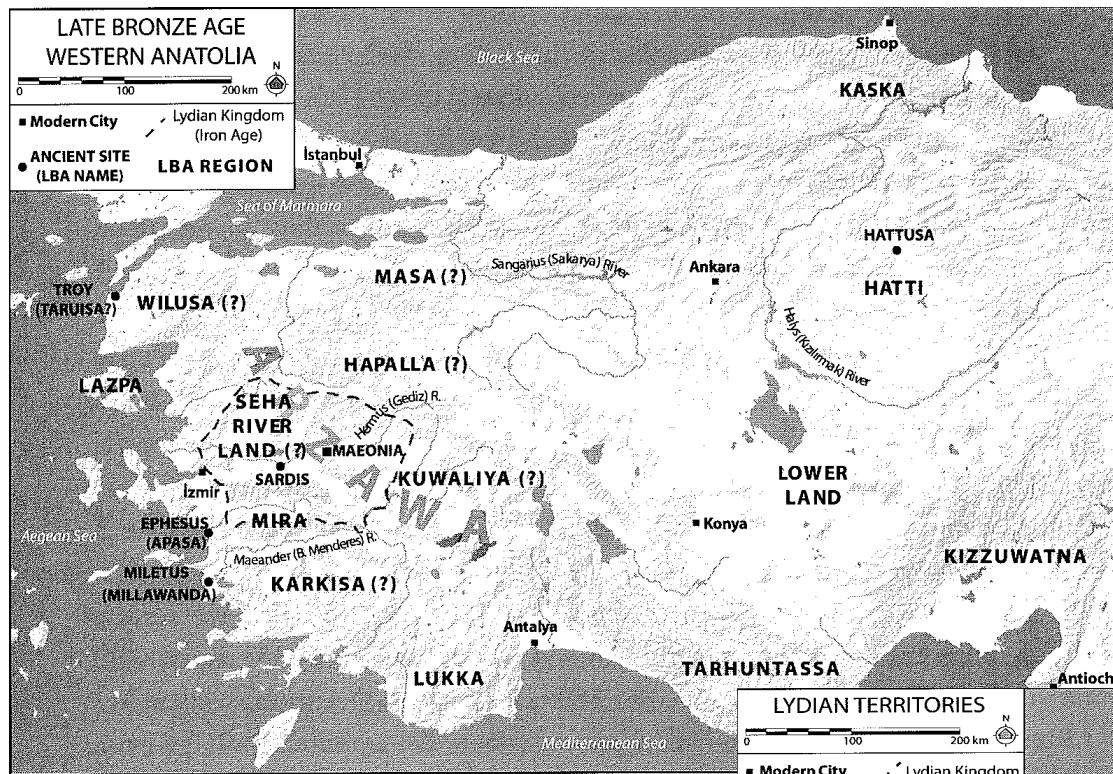 LATE BRONZE AGE
WESTERN ANATOLIA
N
0 100 200 km
Modern City
Lydian Kingdom
(Iron Age)
ANCIENT SITE
(LBA NAME)
LBA REGION
Black Sea
Sinop
KASKA
İstanbul
Sea of Marmara
HATTUSA
HATTI
MASA (?)
Sangarius (Sakarya) River
Ankara
TROY
(TARUISA?)
WILUSA (?)
Halys (Kızılırmak) River
HAPALLA (?)
LAZPA
SEHA
RIVER
LAND (?)
Hermus (Gediz) R.
MAEONIA
ARZAWA
SARDIS
KUWALIYA (?)
LOWER
LAND
İzmir
MIRA
Konya
EPHESUS
(APASA)
Aegean Sea
Maeander (B. Menderes) R.
KIZZUWATNA
MILETUS
(MILLAWANDA)
KARKISA (?)
Antalya
LUKKA
TARHUNTASSA
Antioch
Mediterranean Sea
LYDIAN TERRITORIES
N
0 100 200 km
Modern City
Lydian Kingdom